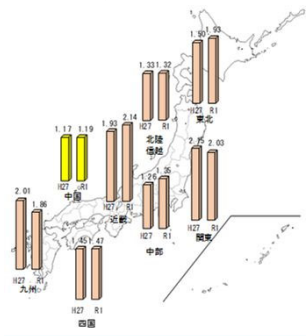 1.50 1.93
H27 R1
東北
1.33 1.32
H27 R1
北陸
信越
1.93 2.14
H27 R1
近畿
1.17 1.19
H27 R1
中国
2.15 2.03
H27 R1
関東
1.26 1.35
H27 R1
中部
2.01 1.86
H27 R1
九州
1.45 1.47
H27 R1
四国